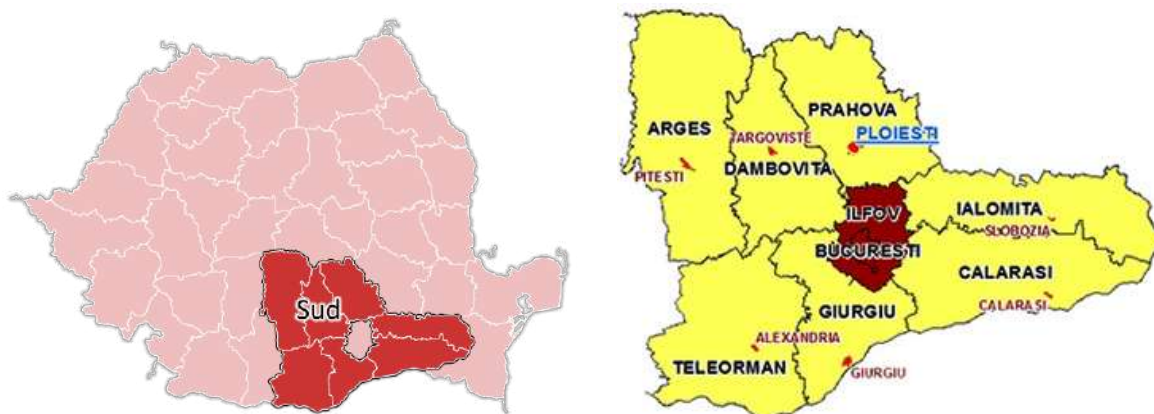 Sud
PRAHOVA
ARGES
TARGOVISTE
PLOIESTI
PITESTI
DAMBOVITA
ILFOV
IALOMITA
SLOBOZIA
BUCURESTI
CALARASI
CALARASI
GIURGIU
ALEXANDRIA
TELEORMAN
GIURGIU